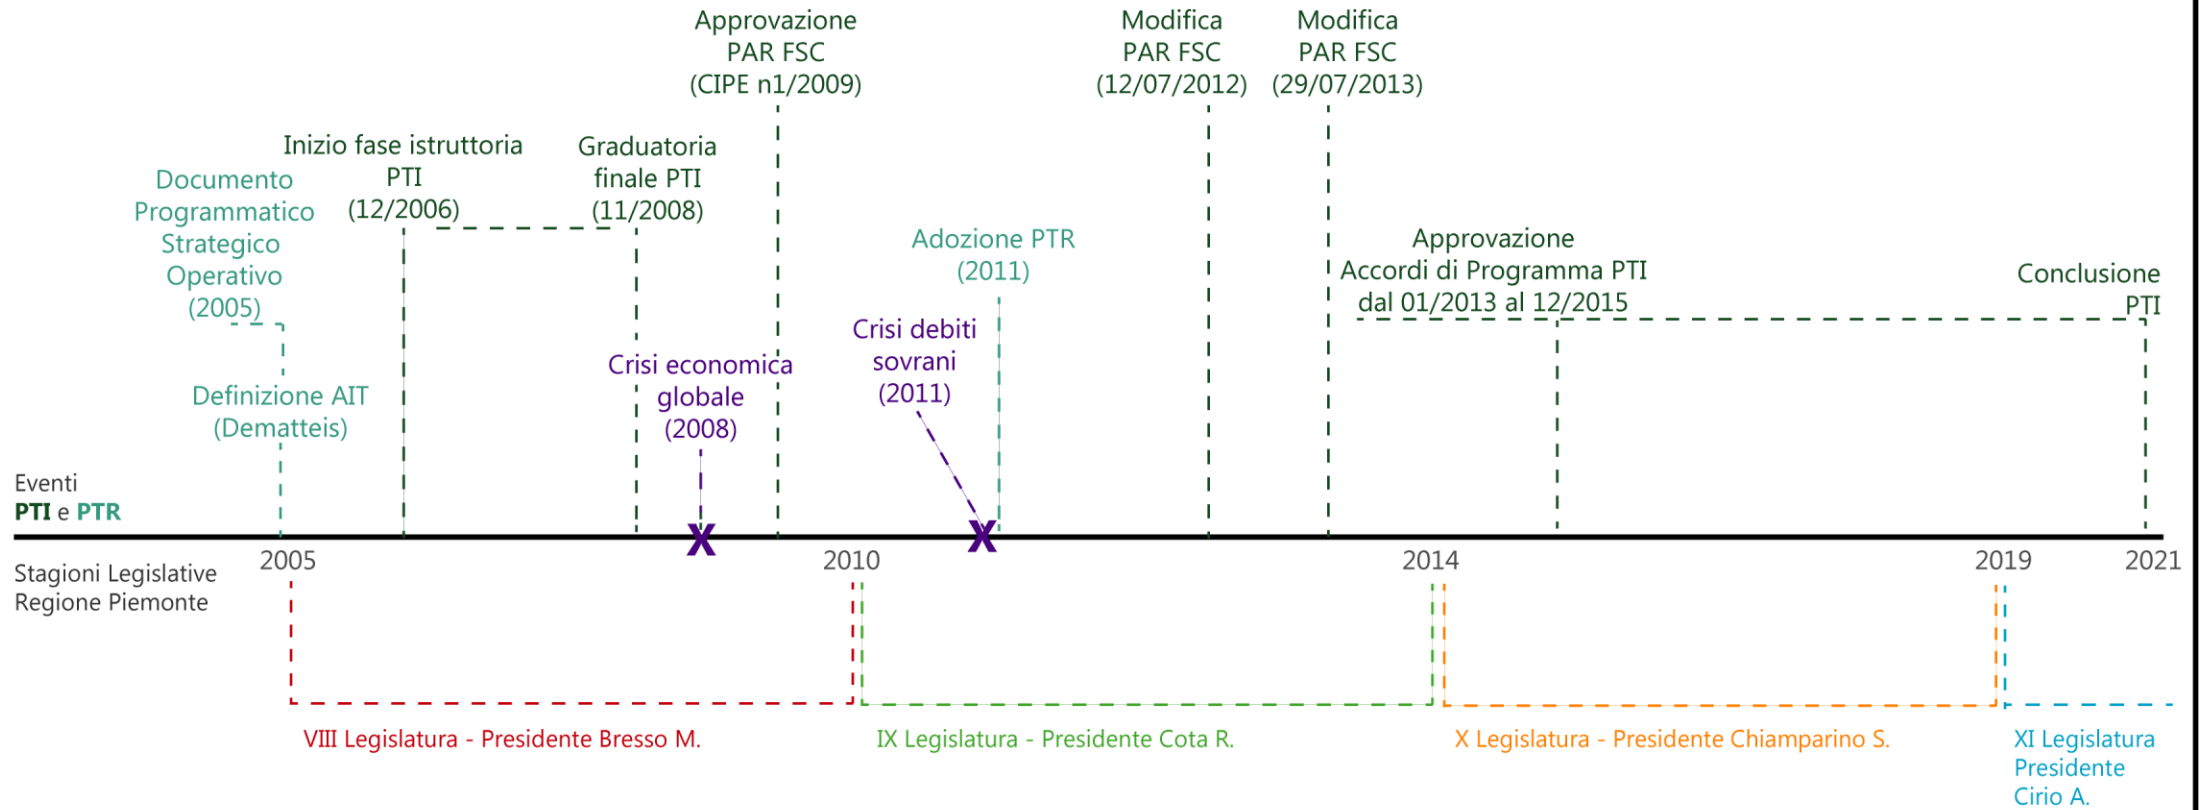 Approvazione
PAR FSC
(CIPE n1/2009)
Modifica
PAR FSC
(12/07/2012)
Modifica
PAR FSC
(29/07/2013)
Inizio fase istruttoria
PTI
(12/2006)
Graduatoria
finale PTI
(11/2008)
Documento
Programmatico
Strategico
Operativo
(2005)
Adozione PTR
(2011)
Approvazione
Accordi di Programma PTI
dal 01/2013 al 12/2015
Conclusione
PTI
Crisi debiti
sovrani
(2011)
Crisi economica
globale
(2008)
Definizione AIT
(Dematteis)
Eventi
PTI e PTR
X
X
2005
2010
2014
2019
2021
Stagioni Legislative
Regione Piemonte
VIII Legislatura - Presidente Bresso M.
IX Legislatura - Presidente Cota R.
X Legislatura - Presidente Chiamparino S.
XI Legislatura
Presidente
Cirio A.